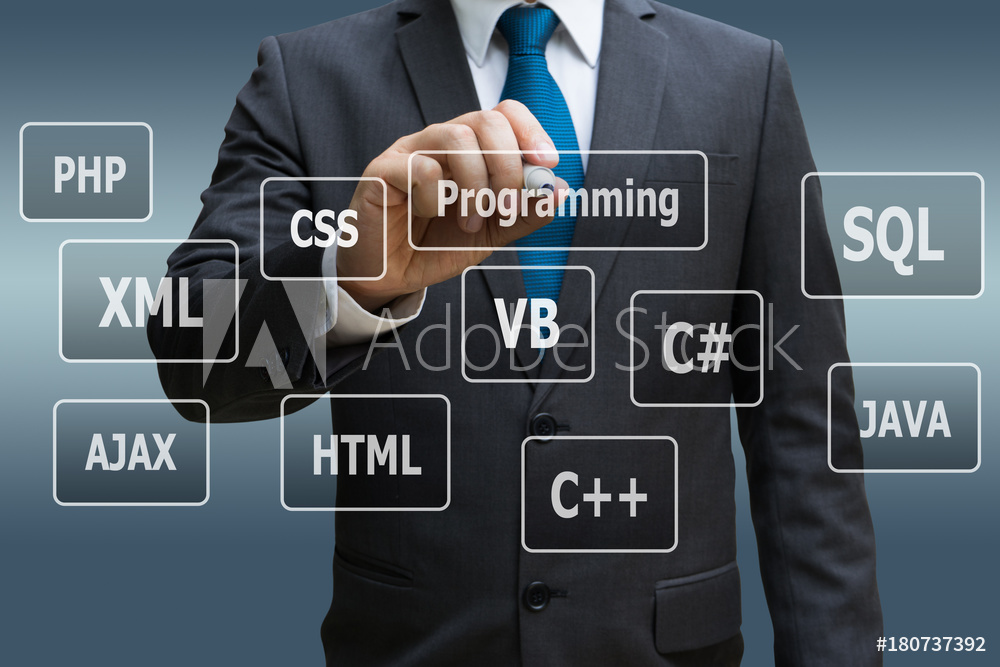 PHP
CSS
Programming
SQL
XML
VB
C#
JAVA
AJAX
HTML
C++
Adobe Stock
#180737392